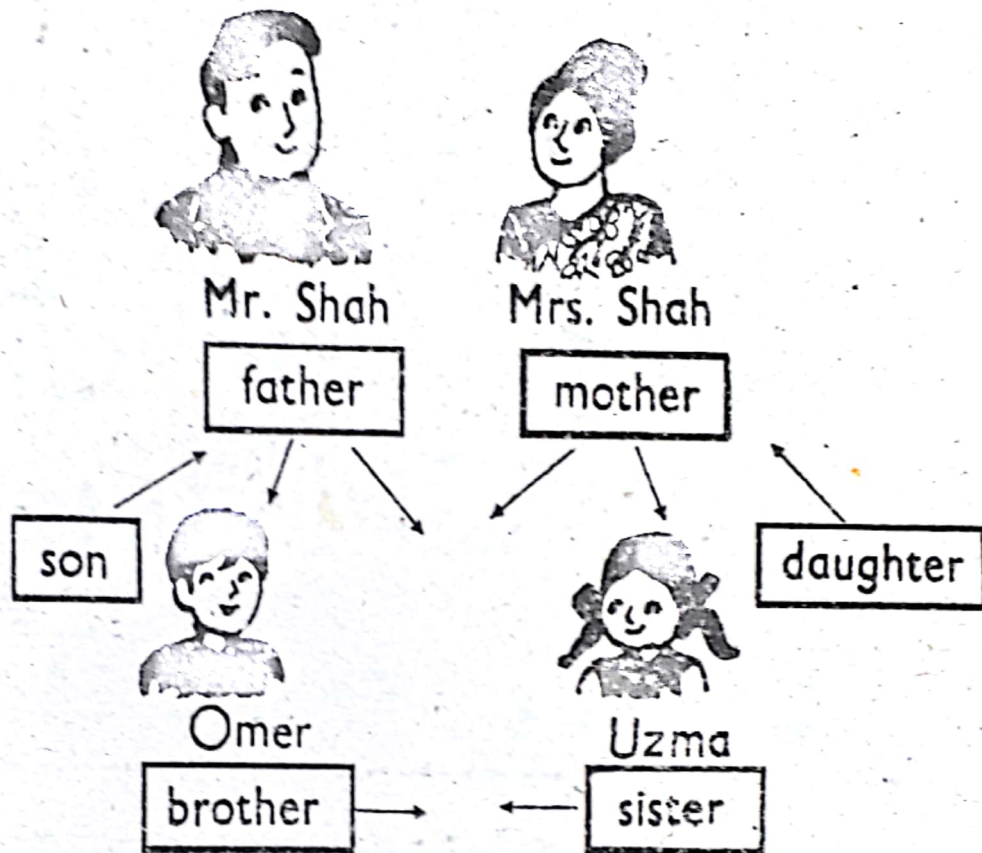 Mr. Shah Mrs. Shah
father mother
son daughter
Omer Uzma
brother sister